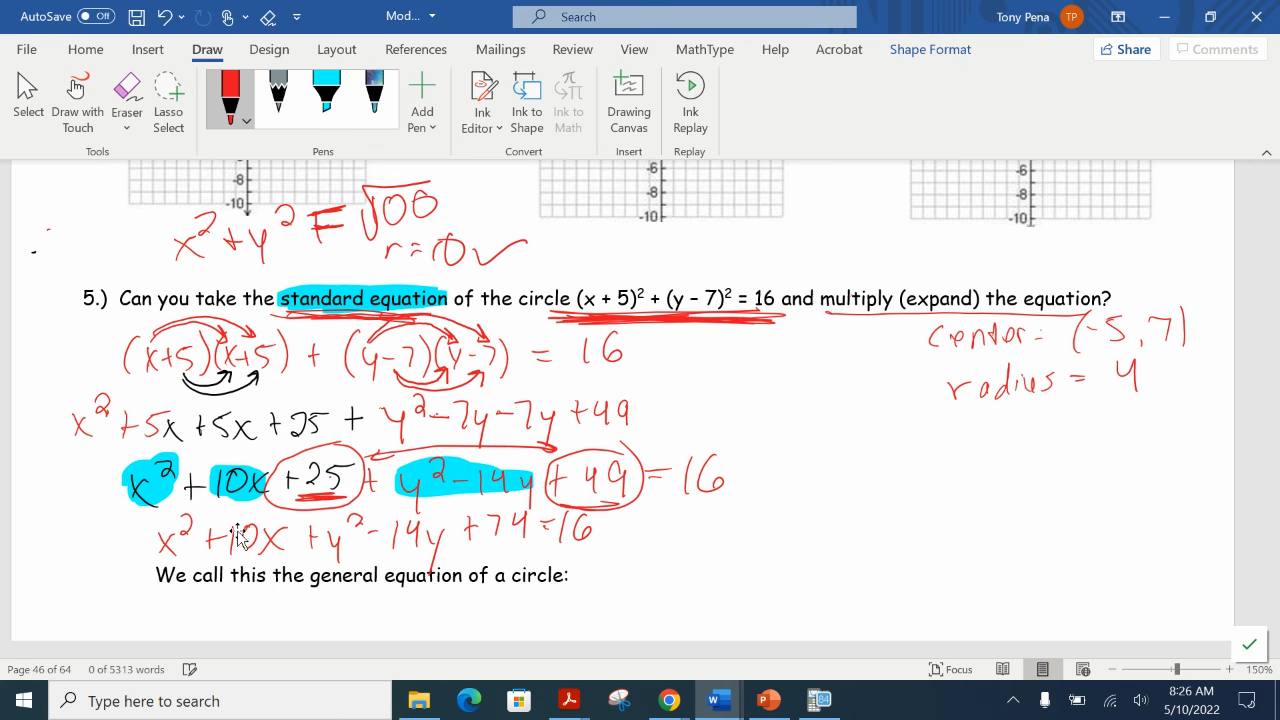 AutoSave Off Mod... Search Tony Pena TP
File Home Insert Draw Design Layout References Mailings Review View MathType Help Acrobat Shape Format Share Comments
Select Draw with Touch Eraser Lasso Select Add Pen Ink Editor Ink to Shape Ink to Math Drawing Canvas Ink Replay
Tools Pens Convert Insert Replay
-8 -6 -6
-10 -8 -8
-10 -10
x² + y² = √100
r = 10 ✓
5.) Can you take the standard equation of the circle (x + 5)² + (y – 7)² = 16 and multiply (expand) the equation?
center: (-5, 7)
(x+5)(x+5) + (y-7)(y-7) = 16
radius = 4
x² + 5x + 5x + 25 + y² - 7y - 7y + 49
x² + 10x + 25 + y² - 14y + 49 = 16
x² + 10x + y² - 14y + 74 = 16
We call this the general equation of a circle:
Page 46 of 64 0 of 5313 words Focus 150%
Type here to search 8:26 AM
5/10/2022